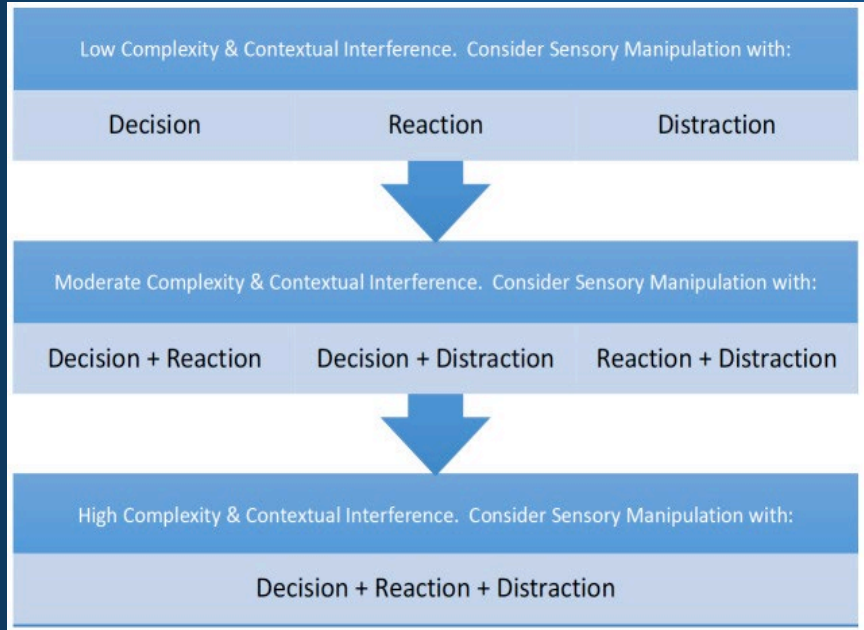 Low Complexity & Contextual Interference.  Consider Sensory Manipulation with:
Decision Reaction Distraction
Moderate Complexity & Contextual Interference.  Consider Sensory Manipulation with:
Decision + Reaction Decision + Distraction Reaction + Distraction
High Complexity & Contextual Interference.  Consider Sensory Manipulation with:
Decision + Reaction + Distraction